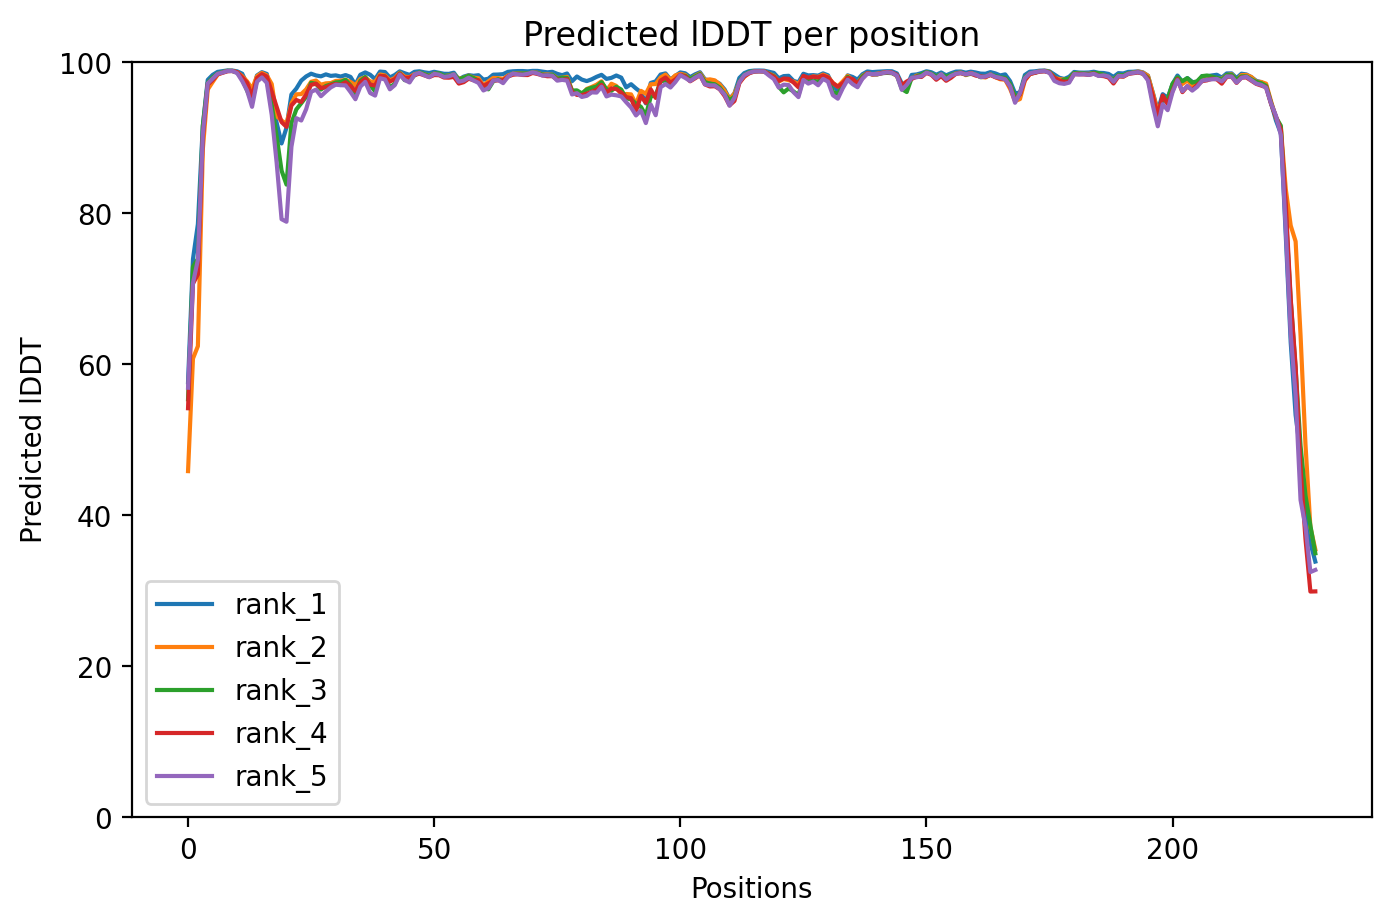 Predicted lDDT per position
100
80
60
40
20
0
Predicted lDDT
rank_1
rank_2
rank_3
rank_4
rank_5
0
50
100
150
200
Positions